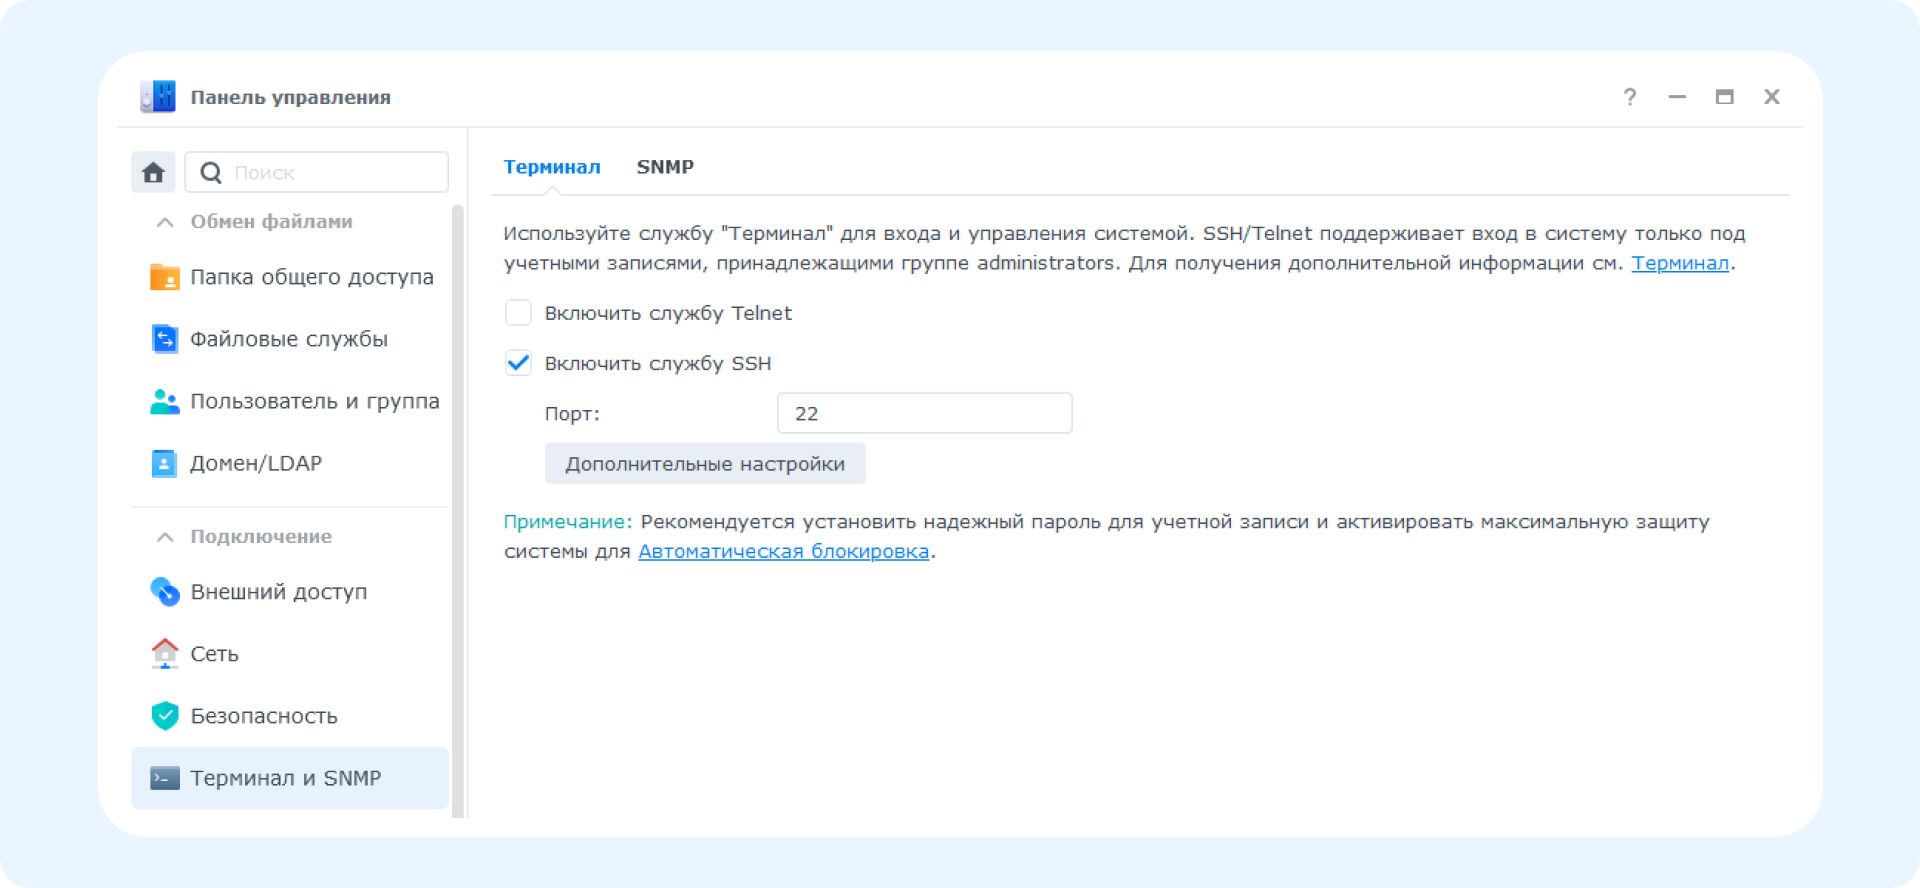 Панель управления
Поиск
Обмен файлами
Папка общего доступа
Файловые службы
Пользователь и группа
Домен/LDAP
Подключение
Внешний доступ
Сеть
Безопасность
Терминал и SNMP
Терминал SNMP
Используйте службу "Терминал" для входа и управления системой. SSH/Telnet поддерживает вход в систему только под
учетными записями, принадлежащими группе administrators. Для получения дополнительной информации см. Терминал.
Включить службу Telnet
Включить службу SSH
Порт: 22
Дополнительные настройки
Примечание: Рекомендуется установить надежный пароль для учетной записи и активировать максимальную защиту
системы для Автоматическая блокировка.